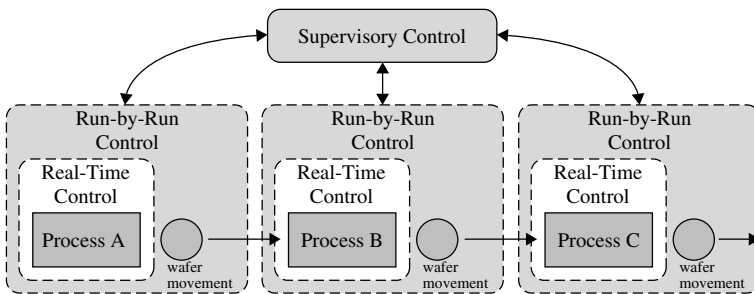 Supervisory Control
Run-by-Run
Control
Real-Time
Control
Process A
wafer
movement
Run-by-Run
Control
Real-Time
Control
Process B
wafer
movement
Run-by-Run
Control
Real-Time
Control
Process C
wafer
movement